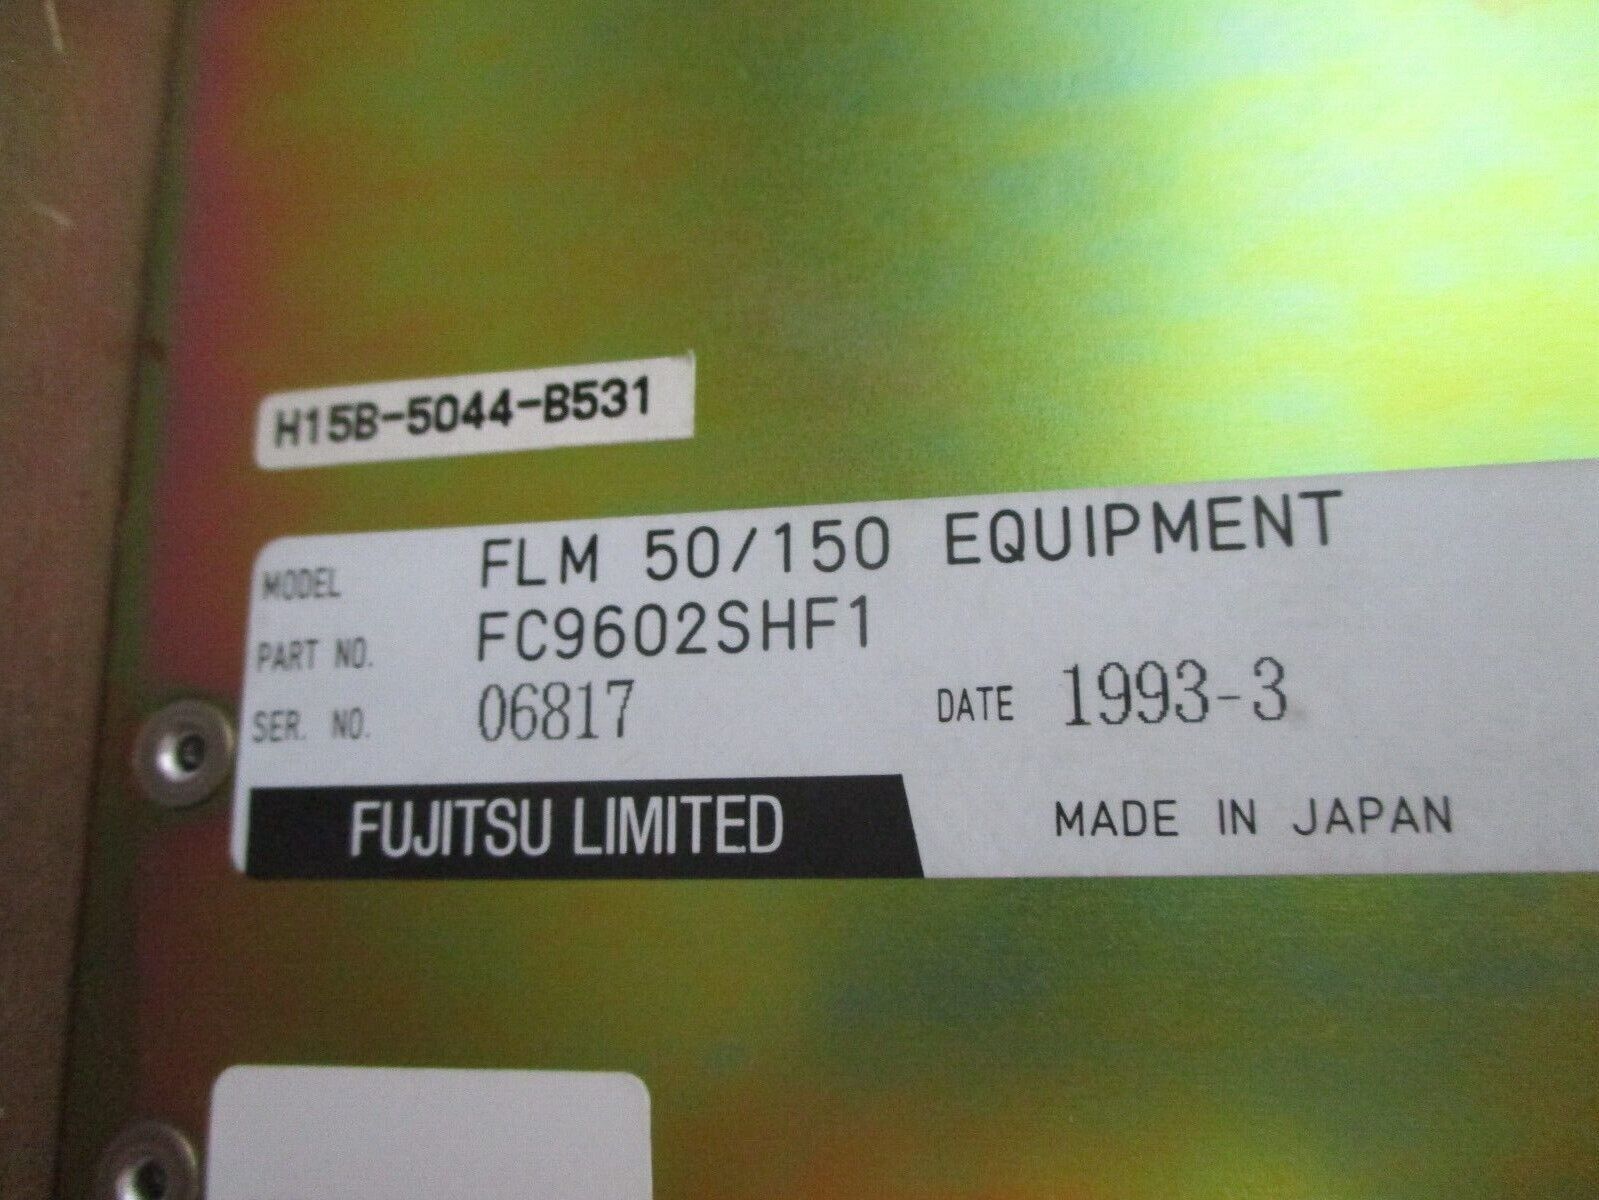 H15B-5044-B531
MODEL FLM 50/150 EQUIPMENT
PART NO. FC9602SHF1
SER. NO. 06817 DATE 1993-3
FUJITSU LIMITED MADE IN JAPAN